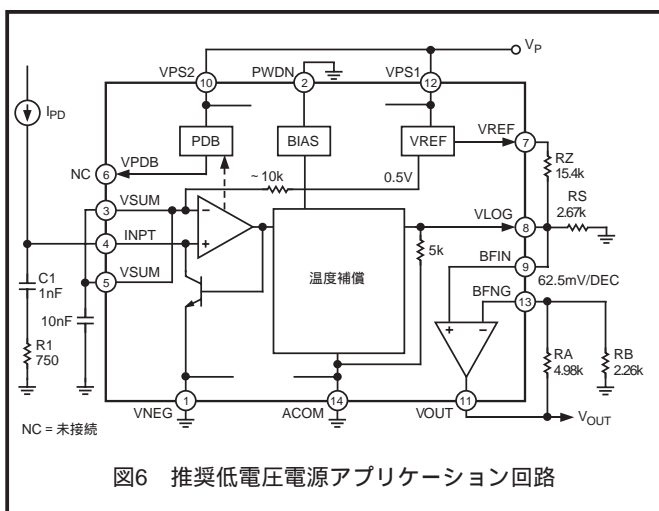 VP
VPS2
PWDN
VPS1
10
2
12
IPD
PDB
BIAS
VREF
VREF
7
NC
6
VPDB
~ 10k
0.5V
RZ
15.4k
RS
2.67k
3
VSUM
−
VLOG
8
4
INPT
+
5k
BFIN
9
62.5mV/DEC
5
VSUM
温度補償
BFNG
13
C1
1nF
10nF
+
−
R1
750
RA
4.98k
RB
2.26k
VNEG
1
ACOM
14
VOUT
11
VOUT
NC = 未接続
図6 推奨低電圧電源アプリケーション回路